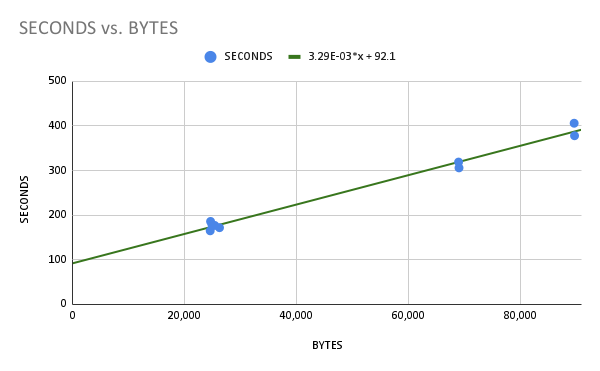 SECONDS vs. BYTES
SECONDS 3.29E-03*x + 92.1
500
400
300
200
100
0
SECONDS
0 20,000 40,000 60,000 80,000
BYTES